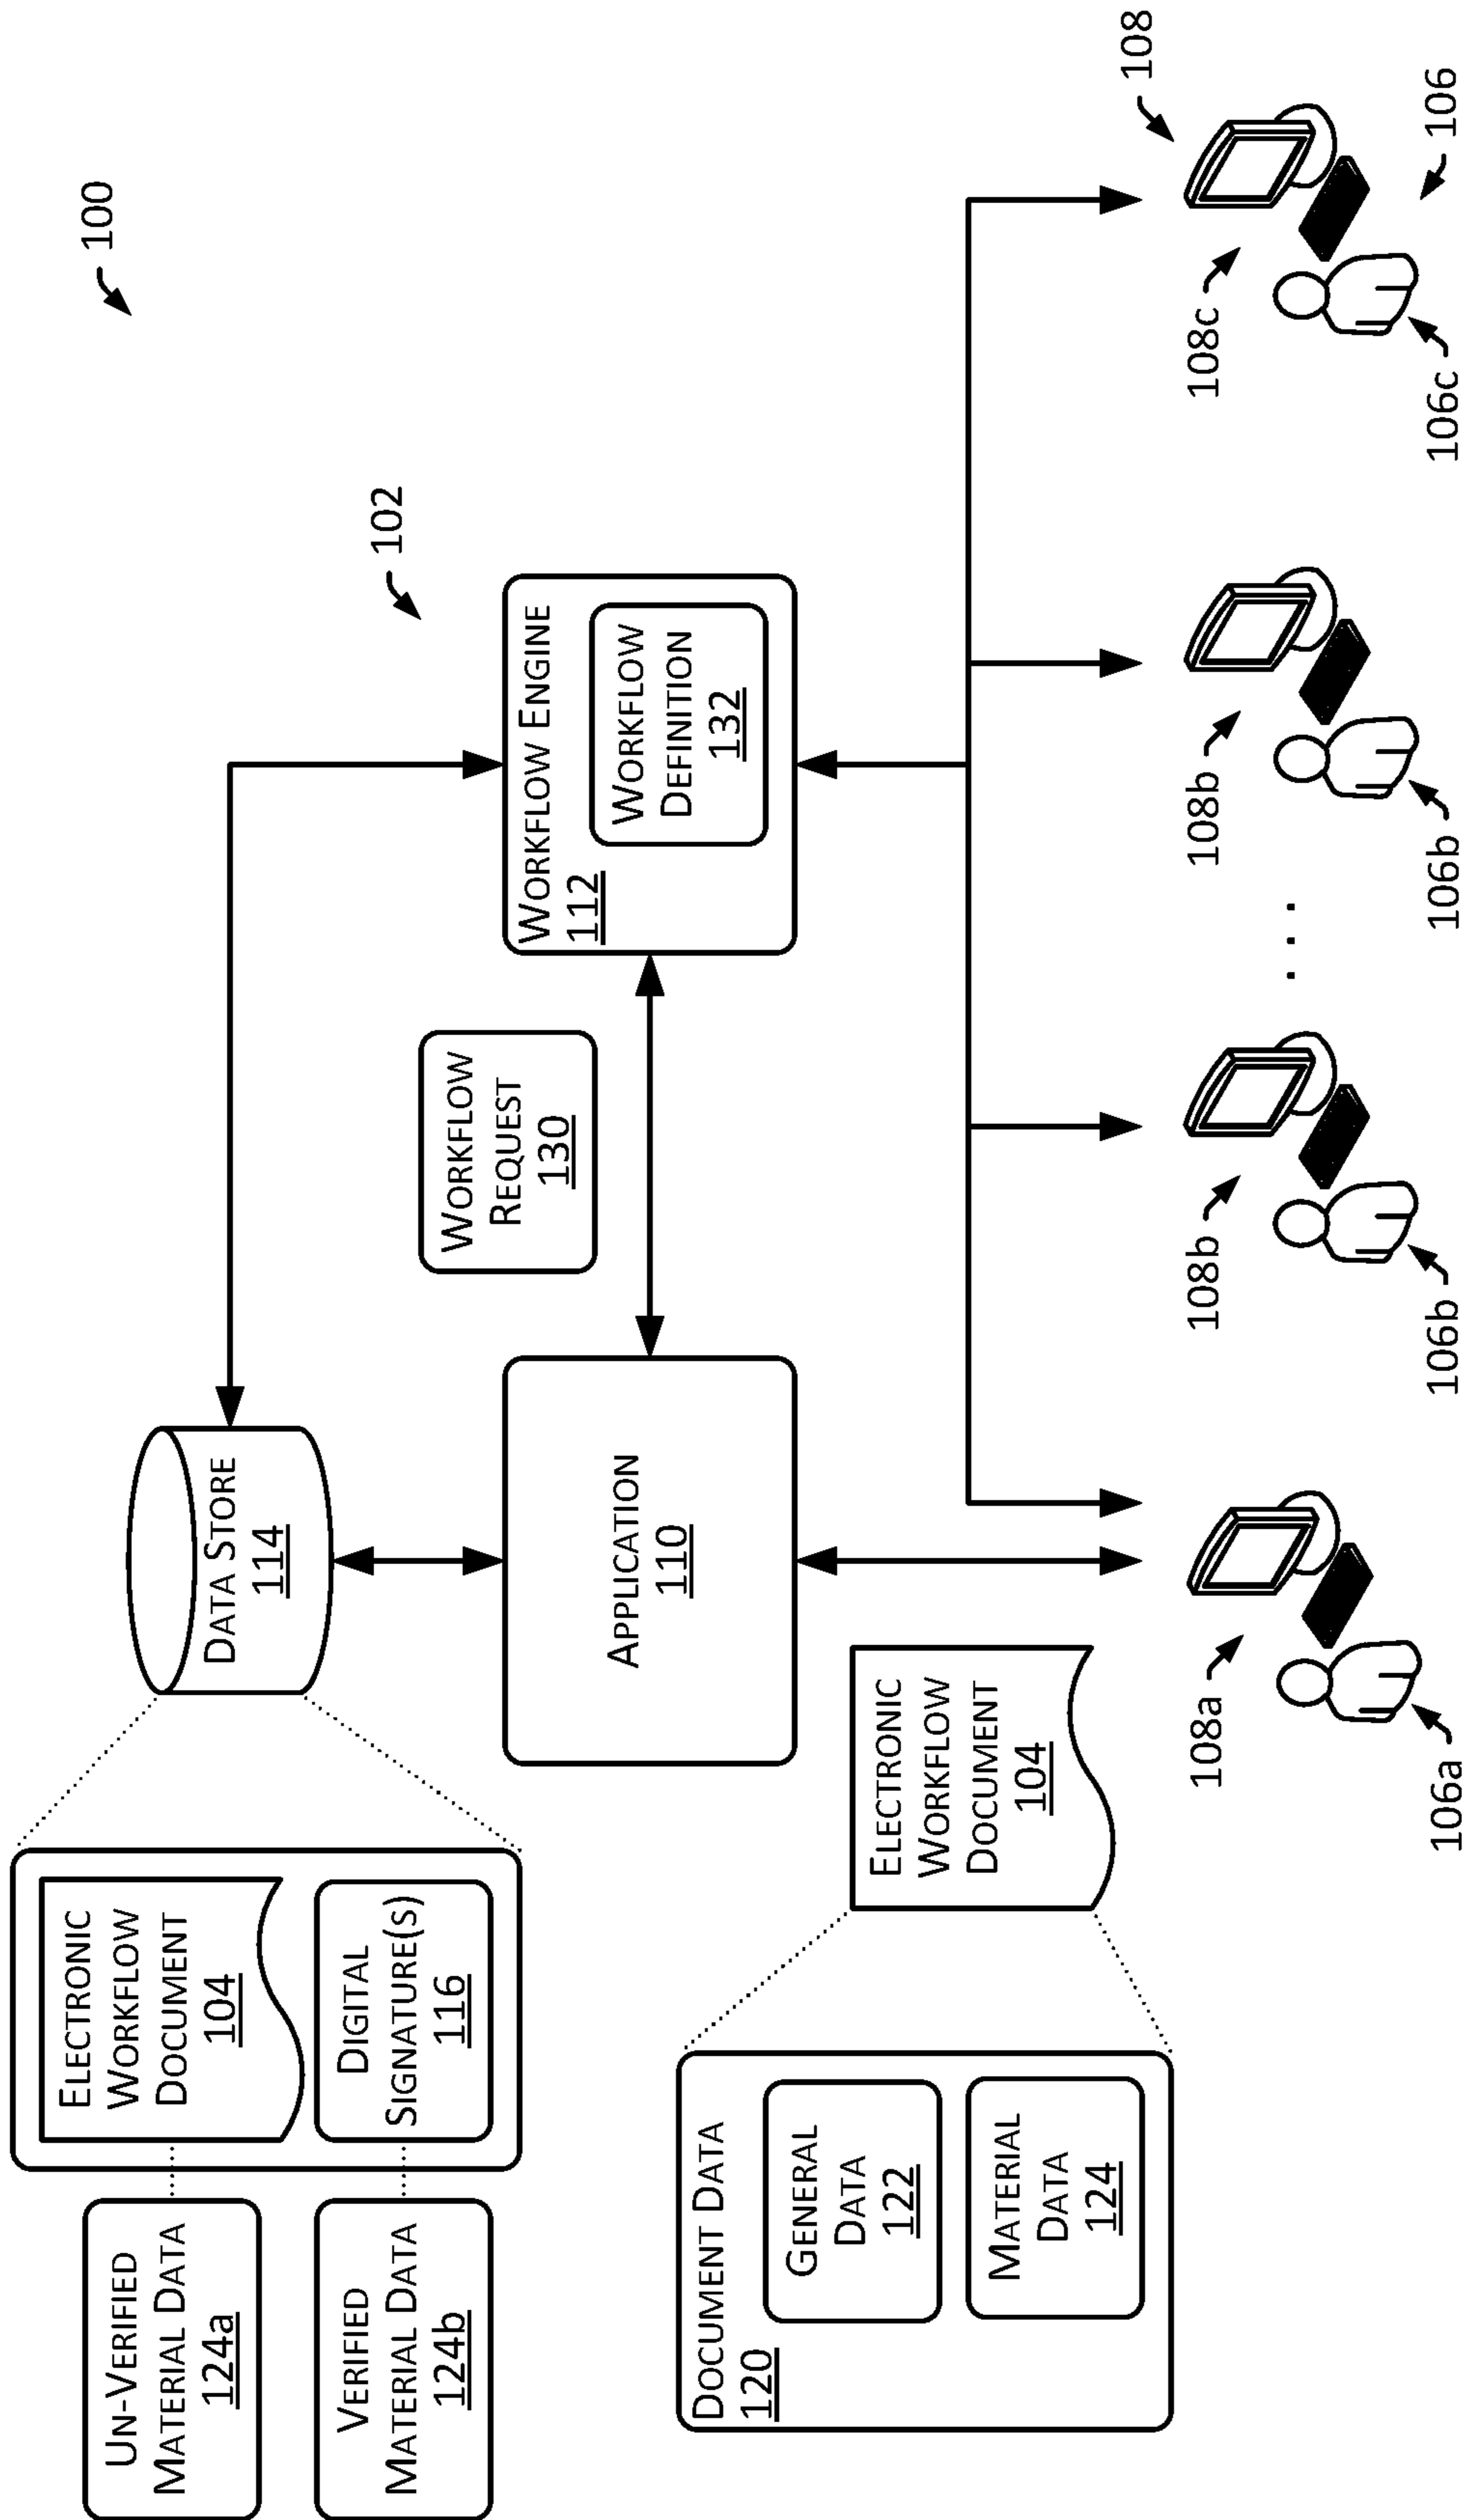 100
UN-VERIFIED
MATERIAL DATA
124a
VERIFIED
MATERIAL DATA
124b
ELECTRONIC
WORKFLOW
DOCUMENT
104
DIGITAL
SIGNATURE(S)
116
DATA STORE
114
102
WORKFLOW
REQUEST
130
APPLICATION
110
WORKFLOW ENGINE
112
WORKFLOW
DEFINITION
132
DOCUMENT DATA
120
GENERAL
DATA
122
MATERIAL
DATA
124
ELECTRONIC
WORKFLOW
DOCUMENT
104
108
108a
108b
. . .
108b
108c
106a
106b
106b
106c
106